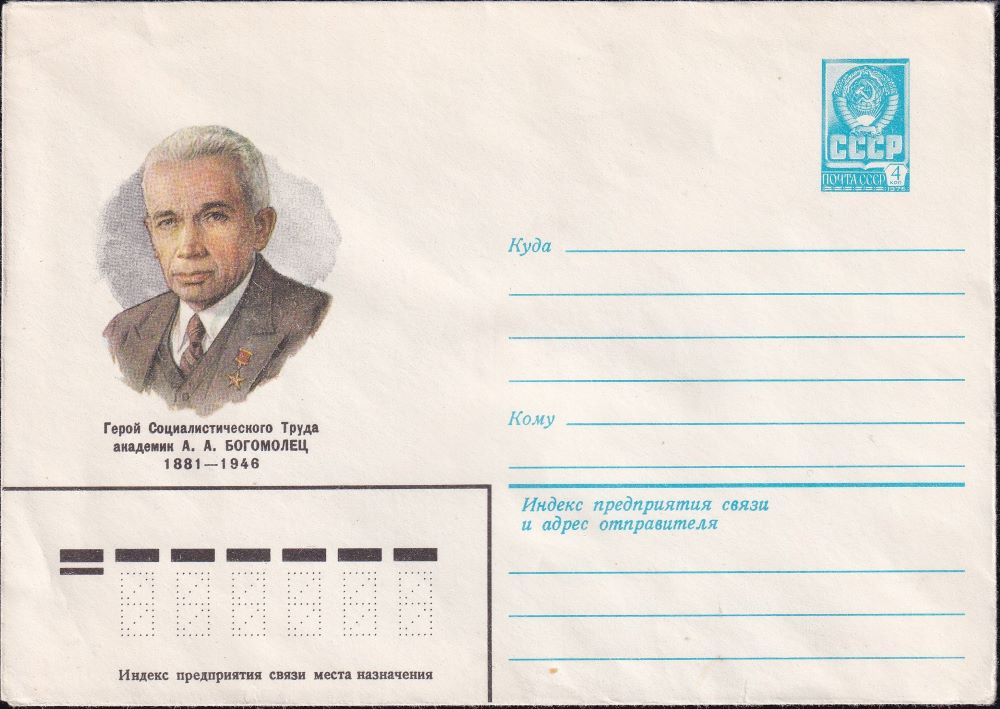 СССР
ПОЧТА СССР 4
КОП
1976
Герой Социалистического Труда
академик А. А. БОГОМОЛЕЦ
1881—1946
Куда
Кому
Индекс предприятия связи
и адрес отправителя
Индекс предприятия связи места назначения